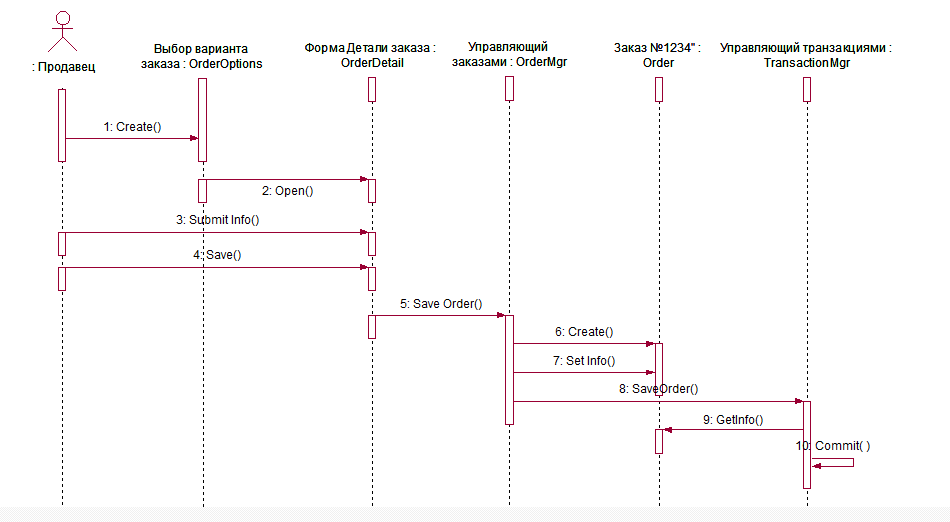 : Продавец
Выбор варианта
заказа : OrderOptions
Форма Детали заказа :
OrderDetail
Управляющий
заказами : OrderMgr
Заказ №1234" :
Order
Управляющий транзакциями :
TransactionMgr
1: Create()
2: Open()
3: Submit Info()
4: Save()
5: Save Order()
6: Create()
7: Set Info()
8: SaveOrder()
9: GetInfo()
10: Commit( )